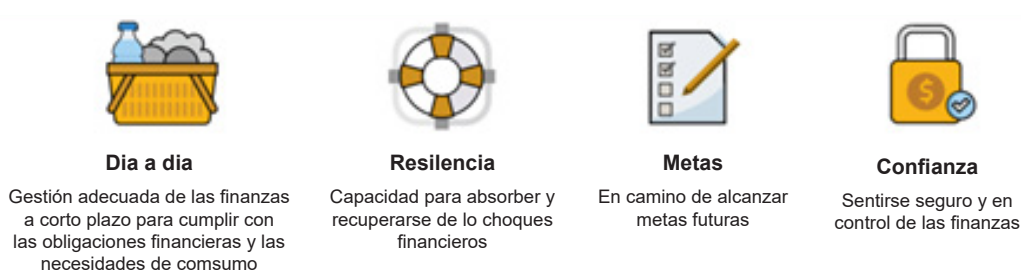 Dia a dia
Gestión adecuada de las finanzas
a corto plazo para cumplir con
las obligaciones financieras y las
necesidades de comsumo
Resilencia
Capacidad para absorber y
recuperarse de lo choques
financieros
Metas
En camino de alcanzar
metas futuras
Confianza
Sentirse seguro y en
control de las finanzas
$